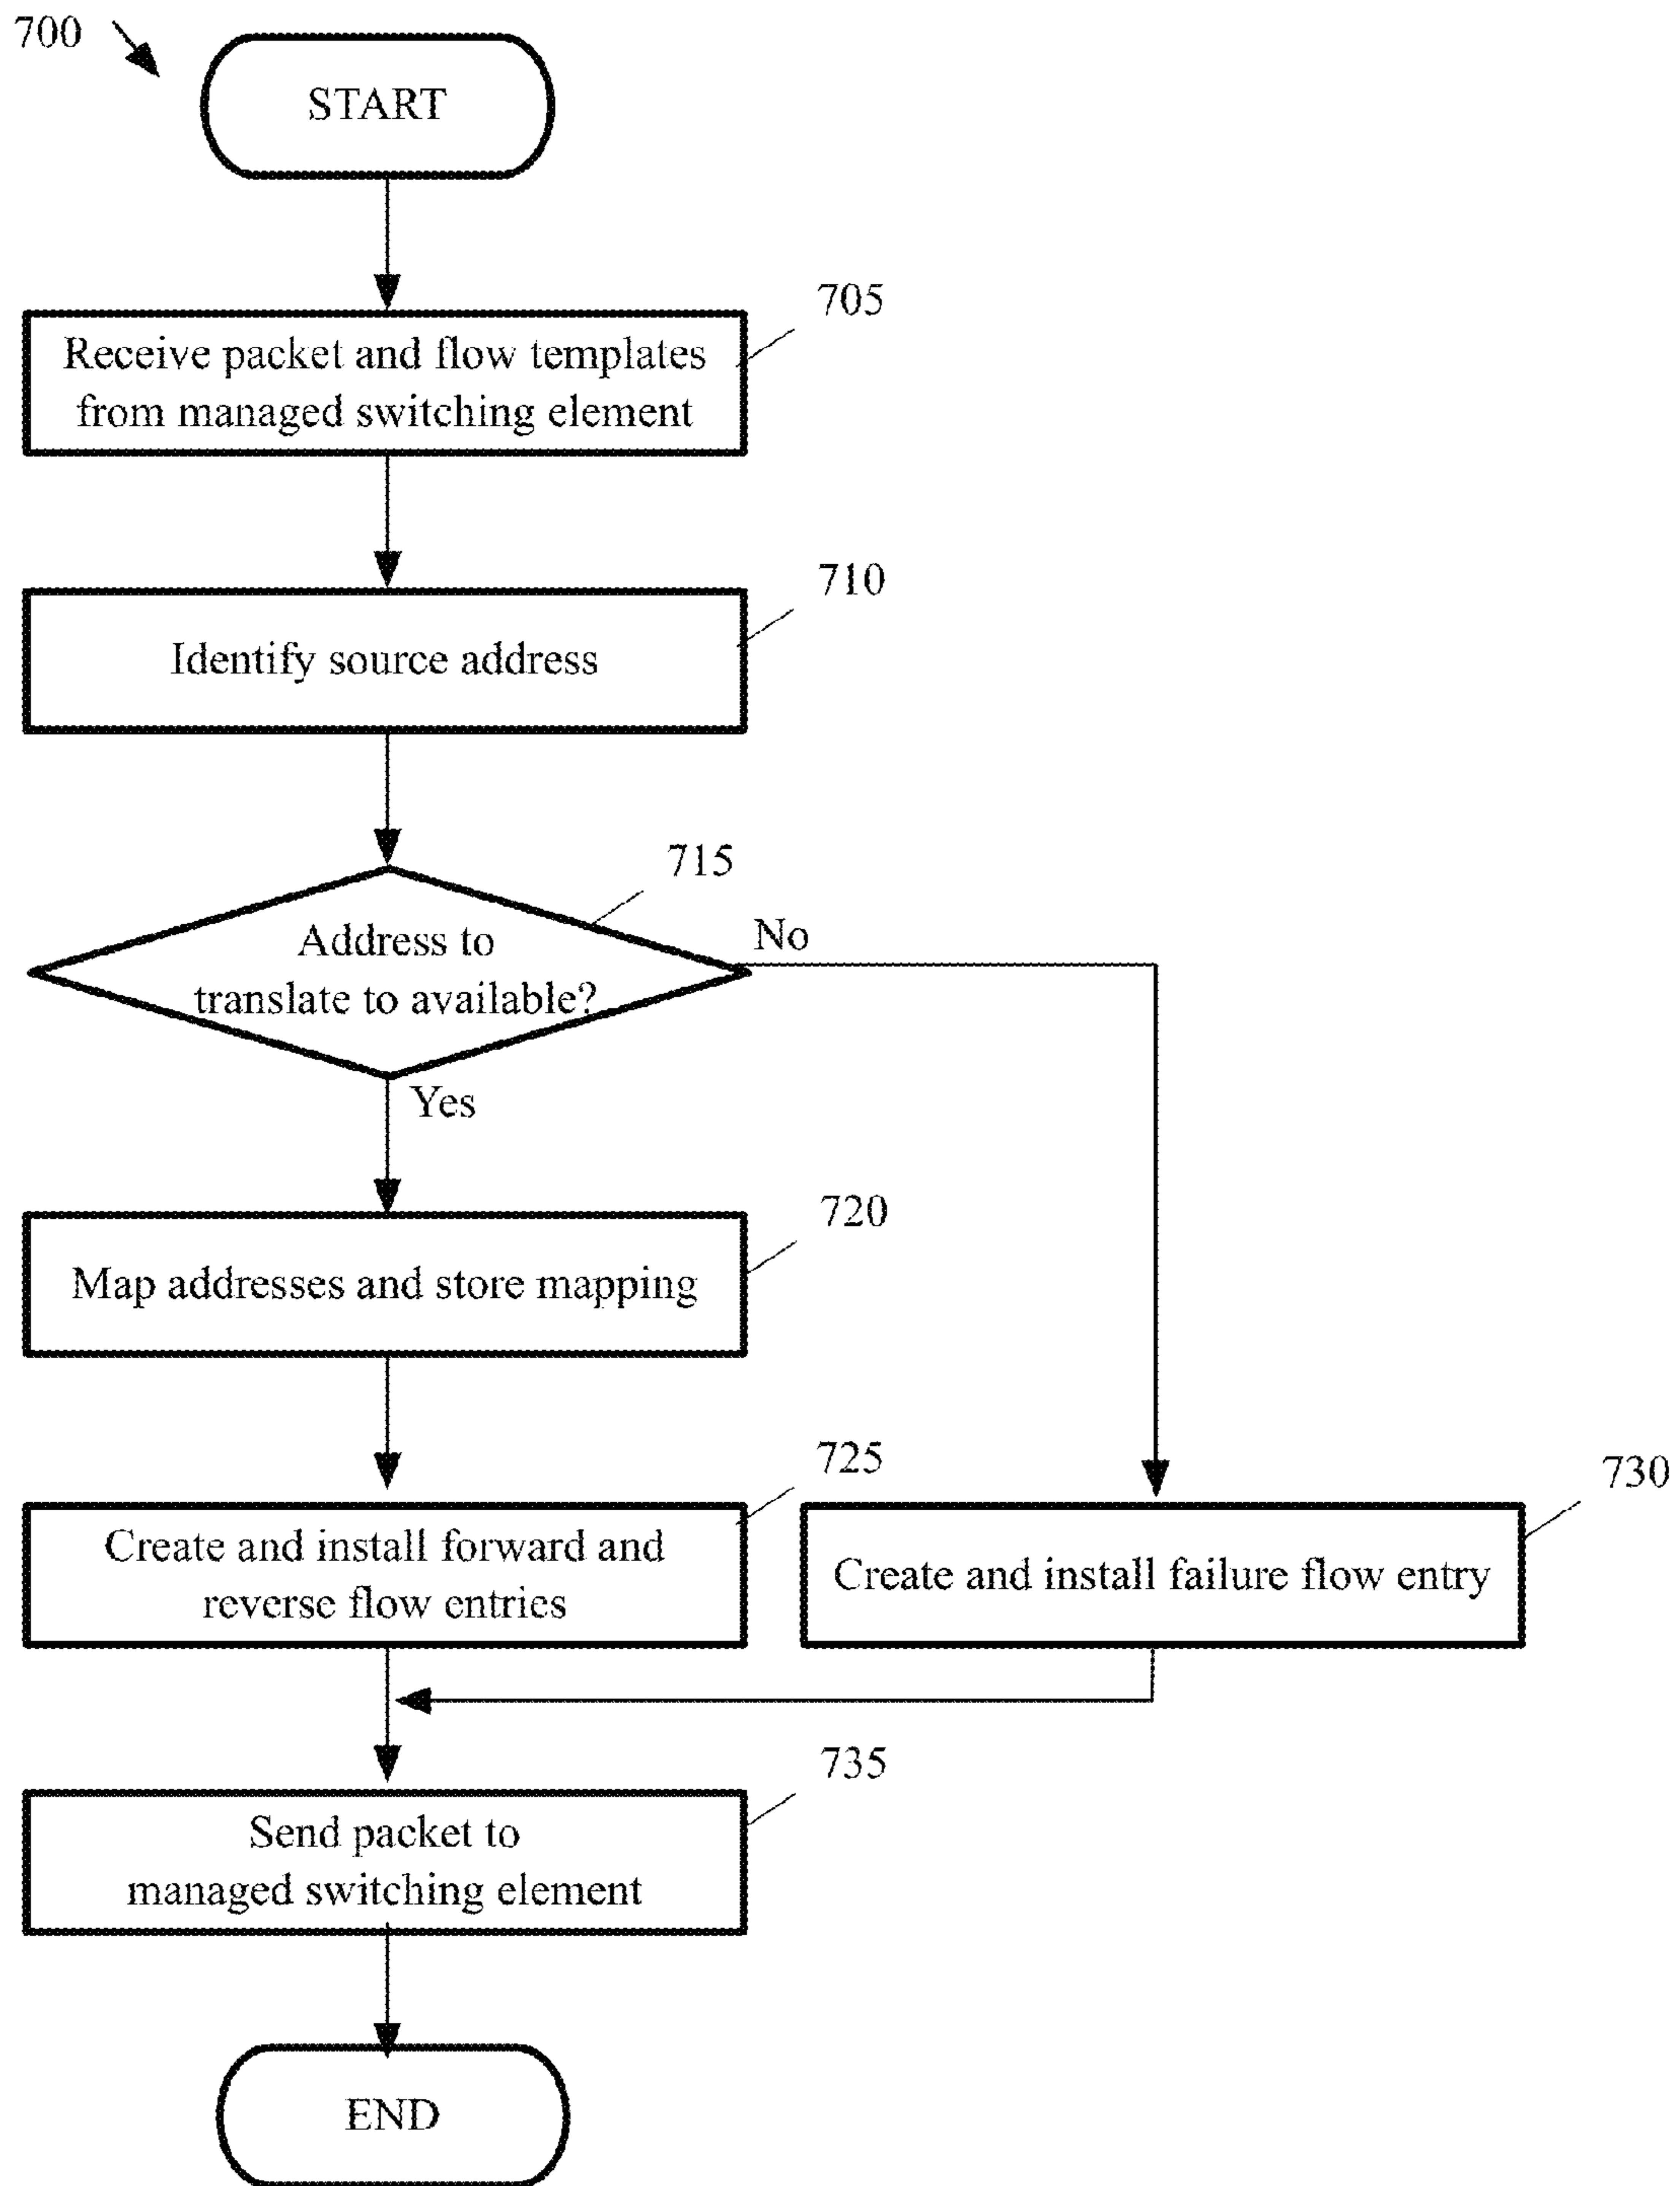 700
START
705
Receive packet and flow templates
from managed switching element
710
Identify source address
715
Address to
translate to available?
No
Yes
720
Map addresses and store mapping
725
Create and install forward and
reverse flow entries
730
Create and install failure flow entry
735
Send packet to
managed switching element
END